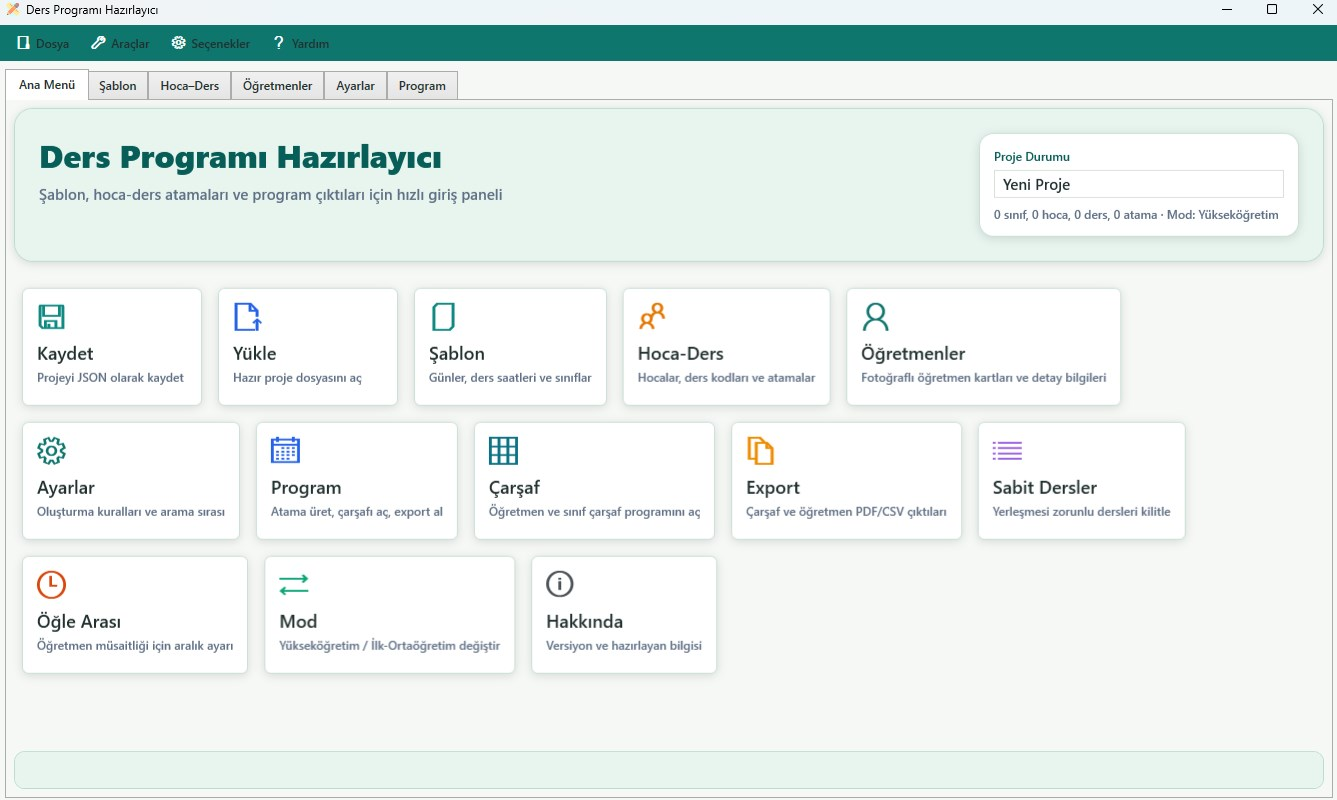 Ders Programı Hazırlayıcı
Dosya Araçlar Seçenekler ? Yardım
Ana Menü Şablon Hoca–Ders Öğretmenler Ayarlar Program
Ders Programı Hazırlayıcı
Şablon, hoca-ders atamaları ve program çıktıları için hızlı giriş paneli
Proje Durumu
Yeni Proje
0 sınıf, 0 hoca, 0 ders, 0 atama · Mod: Yükseköğretim
Kaydet
Projeyi JSON olarak kaydet
Yükle
Hazır proje dosyasını aç
Şablon
Günler, ders saatleri ve sınıflar
Hoca-Ders
Hocalar, ders kodları ve atamalar
Öğretmenler
Fotoğraflı öğretmen kartları ve detay bilgileri
Ayarlar
Oluşturma kuralları ve arama sırası
Program
Atama üret, çarşafı aç, export al
Çarşaf
Öğretmen ve sınıf çarşaf programını aç
Export
Çarşaf ve öğretmen PDF/CSV çıktıları
Sabit Dersler
Yerleşmesi zorunlu dersleri kilitle
Öğle Arası
Öğretmen müsaitliği için aralık ayarı
Mod
Yükseköğretim / İlk-Ortaöğretim değiştir
Hakkında
Versiyon ve hazırlayan bilgisi